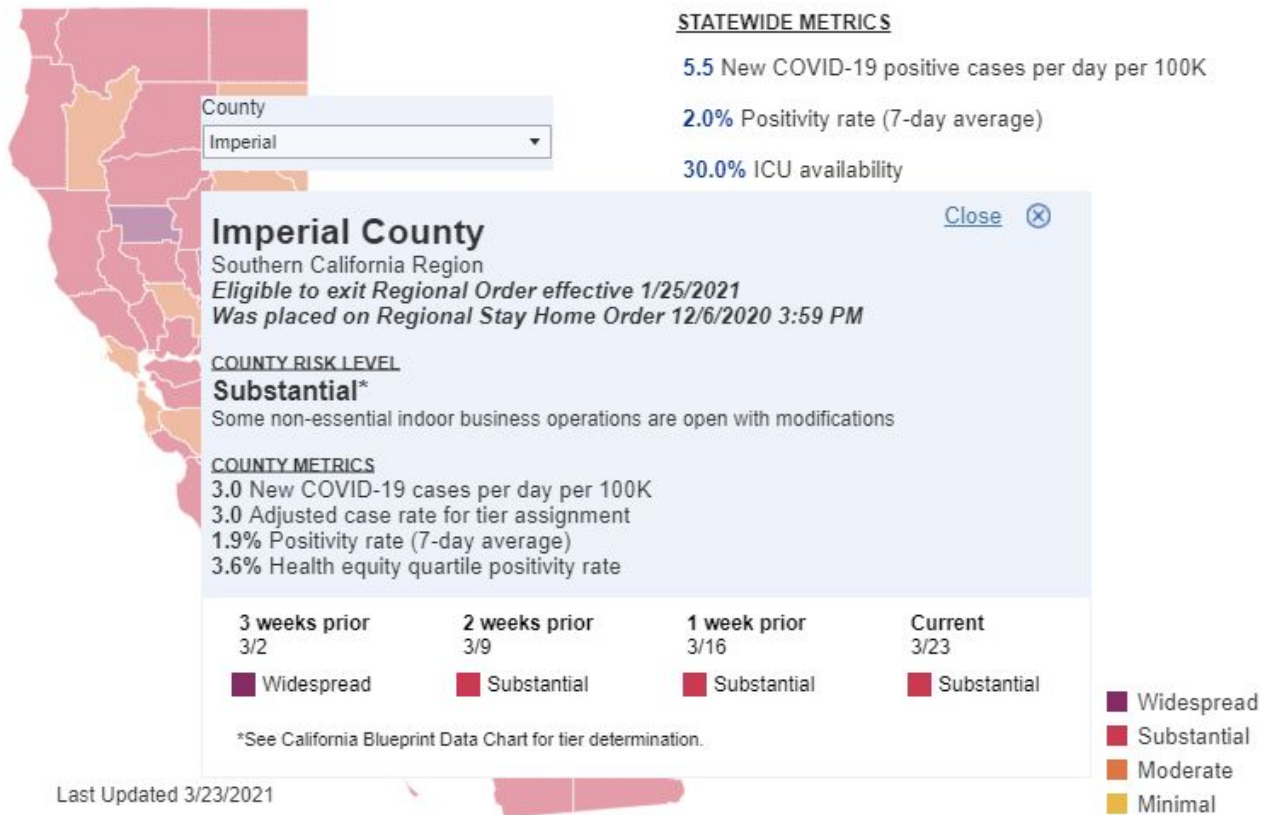 STATEWIDE METRICS
5.5 New COVID-19 positive cases per day per 100K
2.0% Positivity rate (7-day average)
30.0% ICU availability
County
Imperial
Close
Imperial County
Southern California Region
Eligible to exit Regional Order effective 1/25/2021
Was placed on Regional Stay Home Order 12/6/2020 3:59 PM
COUNTY RISK LEVEL
Substantial*
Some non-essential indoor business operations are open with modifications
COUNTY METRICS
3.0 New COVID-19 cases per day per 100K
3.0 Adjusted case rate for tier assignment
1.9% Positivity rate (7-day average)
3.6% Health equity quartile positivity rate
3 weeks prior 2 weeks prior 1 week prior Current
3/2 3/9 3/16 3/23
Widespread Substantial Substantial Substantial
*See California Blueprint Data Chart for tier determination.
Widespread
Substantial
Moderate
Minimal
Last Updated 3/23/2021